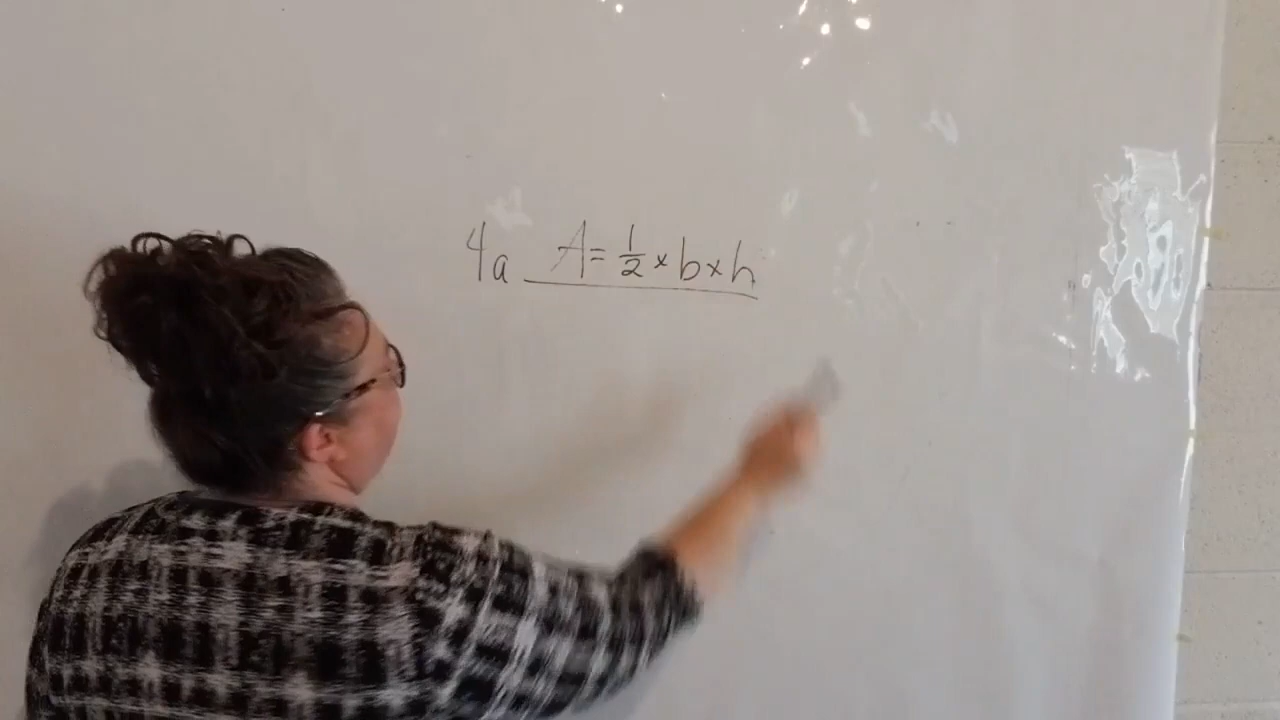 4a A = 1/2 × b × h